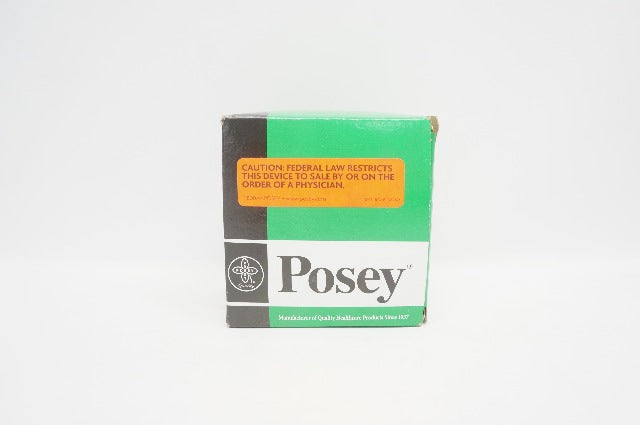 CAUTION: FEDERAL LAW RESTRICTS
THIS DEVICE TO SALE BY OR ON THE
ORDER OF A PHYSICIAN.
Posey®
Manufacturer of Quality Healthcare Products Since 1937